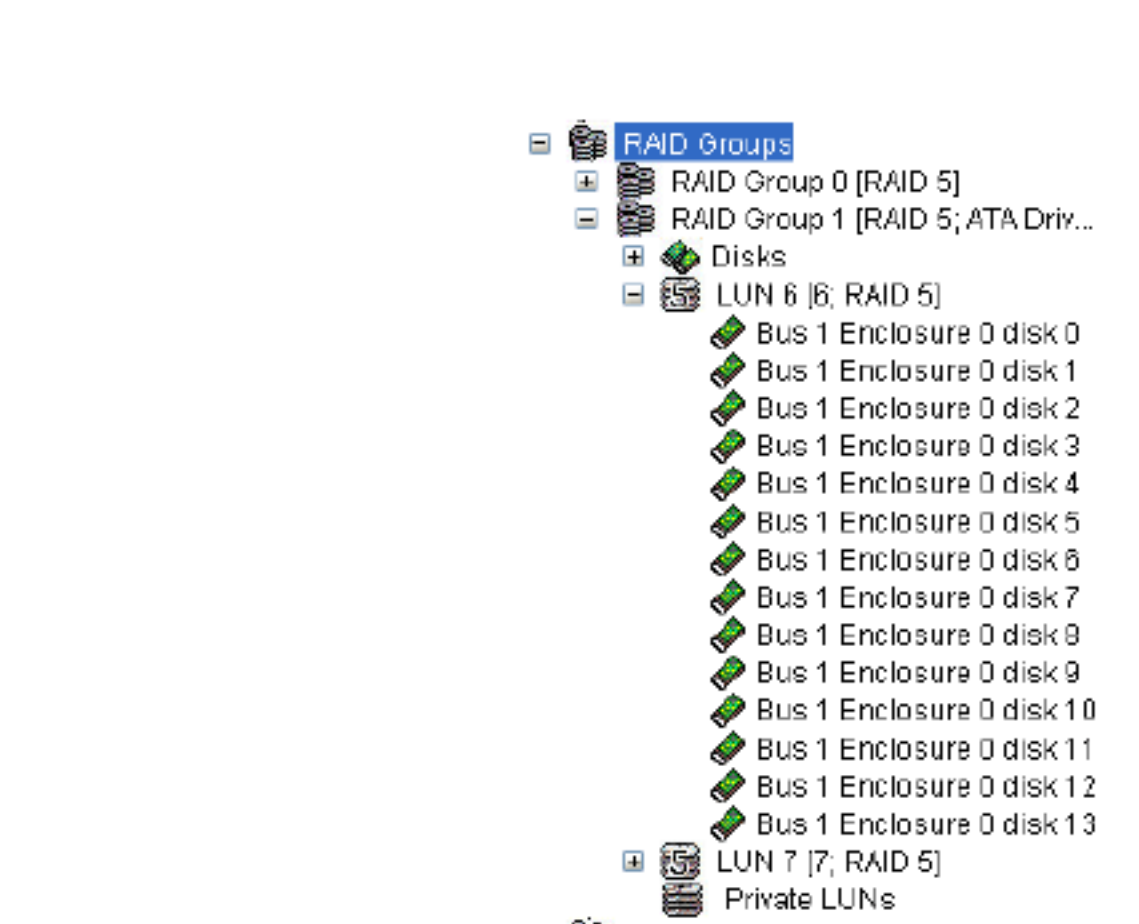 RAID Groups
RAID Group 0 [RAID 5]
RAID Group 1 [RAID 5; ATA Driv...
Disks
LUN 6 [6; RAID 5]
Bus 1 Enclosure 0 disk 0
Bus 1 Enclosure 0 disk 1
Bus 1 Enclosure 0 disk 2
Bus 1 Enclosure 0 disk 3
Bus 1 Enclosure 0 disk 4
Bus 1 Enclosure 0 disk 5
Bus 1 Enclosure 0 disk 6
Bus 1 Enclosure 0 disk 7
Bus 1 Enclosure 0 disk 8
Bus 1 Enclosure 0 disk 9
Bus 1 Enclosure 0 disk 10
Bus 1 Enclosure 0 disk 11
Bus 1 Enclosure 0 disk 12
Bus 1 Enclosure 0 disk 13
LUN 7 [7; RAID 5]
Private LUNs